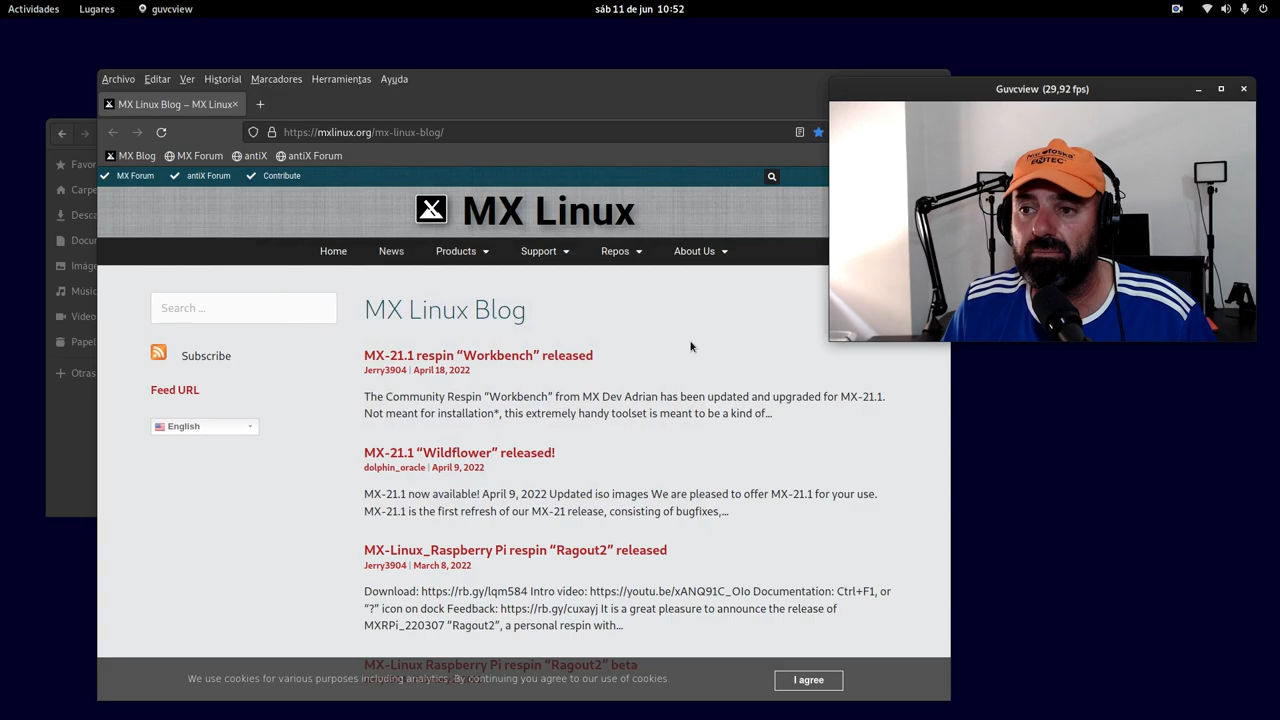 Actividades Lugares guvcview sáb 11 de jun 10:52
Archivo Editar Ver Historial Marcadores Herramientas Ayuda
Guvcview (29,92 fps)
MX Linux Blog – MX Linux
https://mxlinux.org/mx-linux-blog/
MX Blog MX Forum antiX antiX Forum
MX Forum antiX Forum Contribute
MX Linux
Home News Products Support Repos About Us
Favor
Carpe
Desca
Docum
Image
Músic
Video
Papel
Otras
Search ...
Subscribe
Feed URL
English
MX Linux Blog
MX-21.1 respin “Workbench” released
Jerry3904 | April 18, 2022
The Community Respin “Workbench” from MX Dev Adrian has been updated and upgraded for MX-21.1.
Not meant for installation*, this extremely handy toolset is meant to be a kind of...
MX-21.1 “Wildflower” released!
dolphin_oracle | April 9, 2022
MX-21.1 now available! April 9, 2022 Updated iso images We are pleased to offer MX-21.1 for your use.
MX-21.1 is the first refresh of our MX-21 release, consisting of bugfixes,...
MX-Linux_Raspberry Pi respin “Ragout2” released
Jerry3904 | March 8, 2022
Download: https://rb.gy/lqm584 Intro video: https://youtu.be/xANQ91C_OIo Documentation: Ctrl+F1, or
”?” icon on dock Feedback: https://rb.gy/cuxayj It is a great pleasure to announce the release of
MXRPi_220307 “Ragout2”, a personal respin with...
MX-Linux Raspberry Pi respin “Ragout2” beta
We use cookies for various purposes including analytics. By continuing you agree to our use of cookies.
I agree